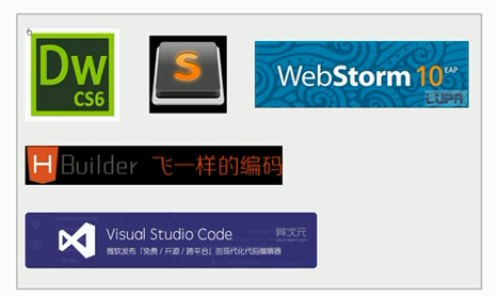 Dw
CS6
S
WebStorm 10 EAP
LUPA
HBuilder 飞一样的编码
Visual Studio Code
异次元
微软发布「免费 / 开源 / 跨平台」的现代化代码编辑器